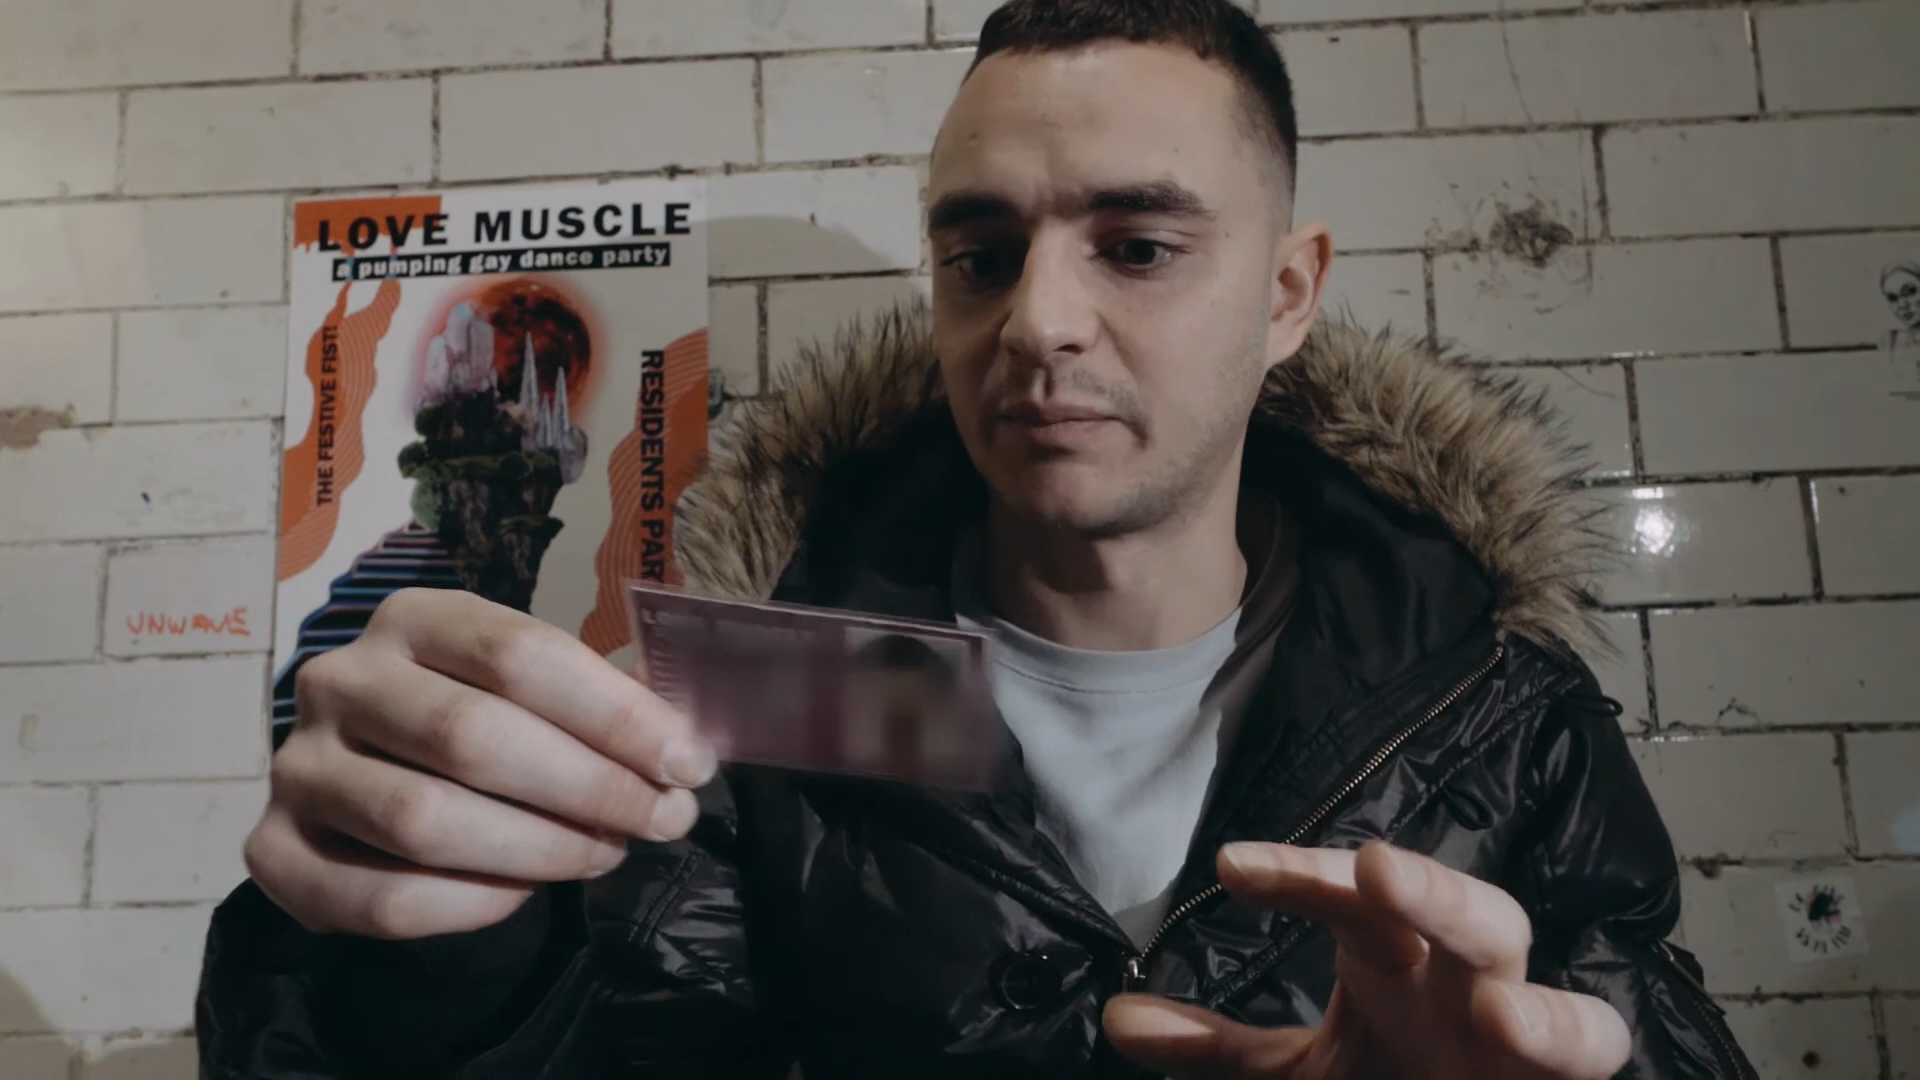 LOVE MUSCLE
a pumping gay dance party
THE FESTIVE FIST!
RESIDENTS PAR
UNWAVE